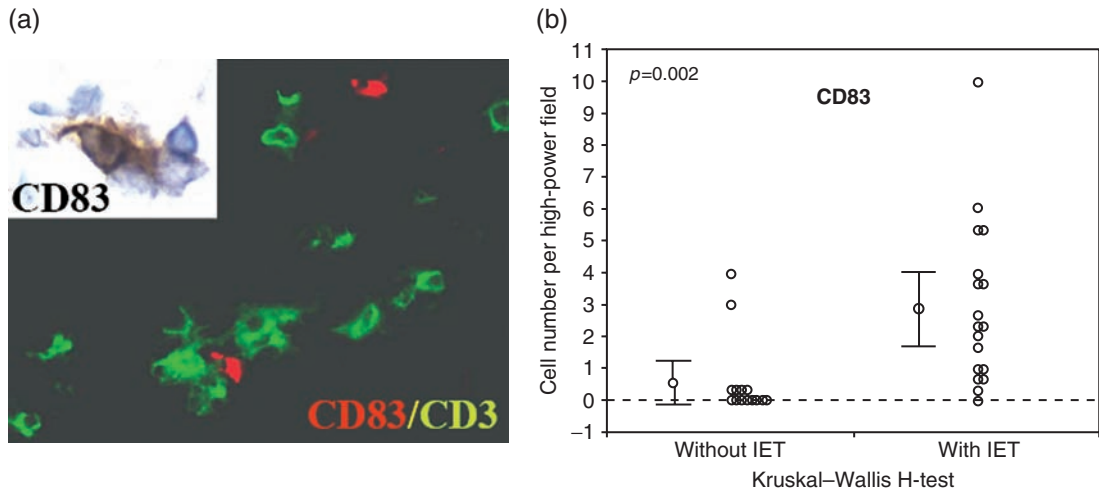 (a)
CD83
CD83/CD3
(b)
p=0.002
CD83
Cell number per high-power field
11
10
9
8
7
6
5
4
3
2
1
0
–1
Without IET
With IET
Kruskal–Wallis H-test